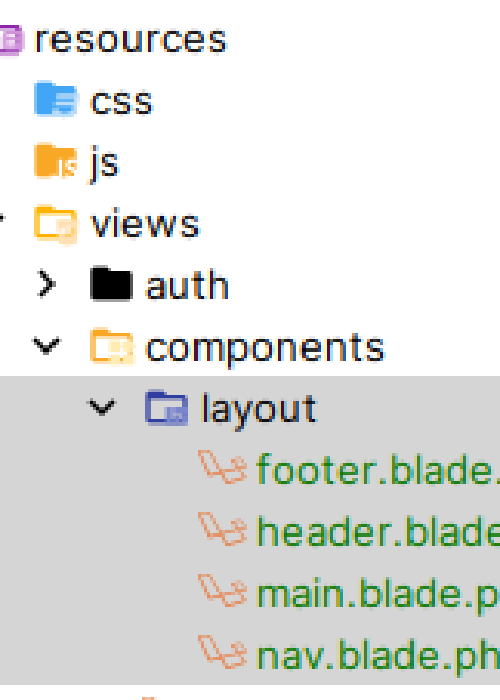 resources
css
js
views
auth
components
layout
footer.blade.
header.blade
main.blade.p
nav.blade.ph